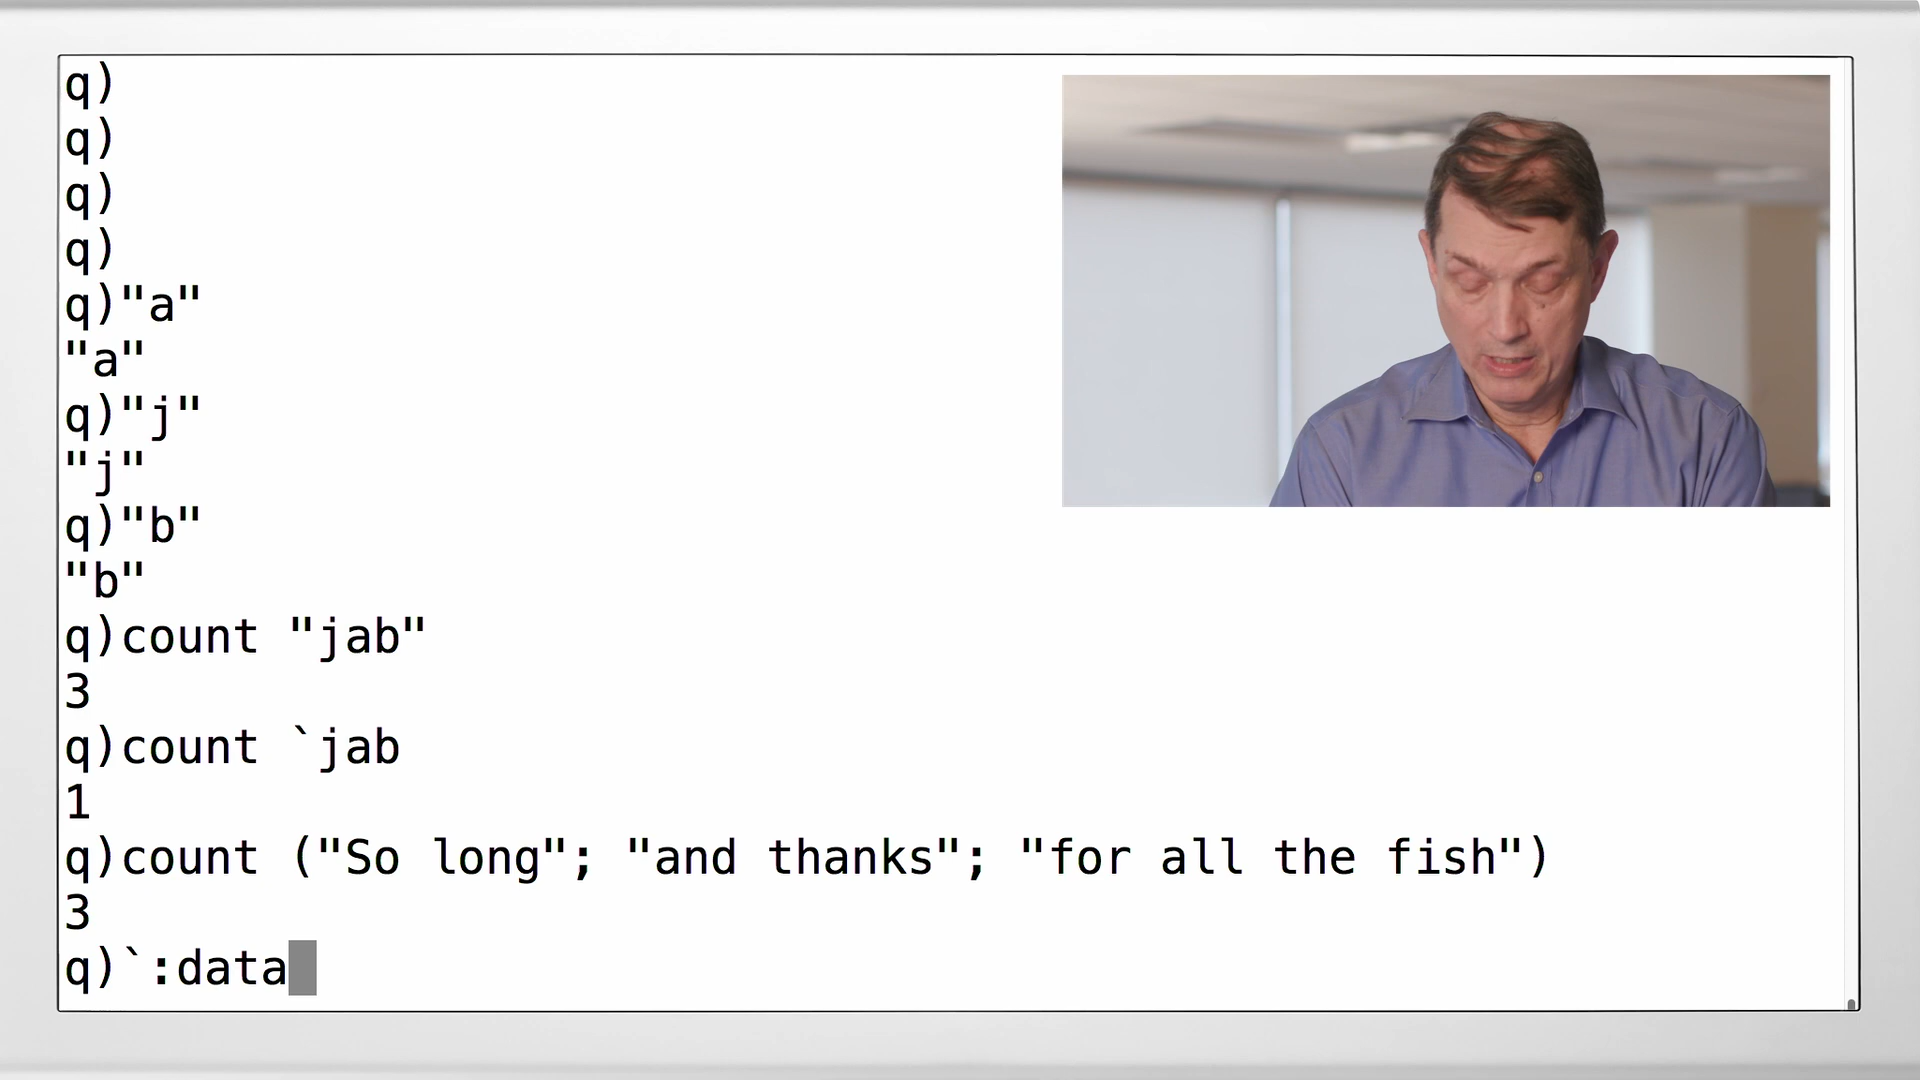 q)
q)
q)
q)
q)"a"
"a"
q)"j"
"j"
q)"b"
"b"
q)count "jab"
3
q)count `jab
1
q)count ("So long"; "and thanks"; "for all the fish")
3
q)`:data